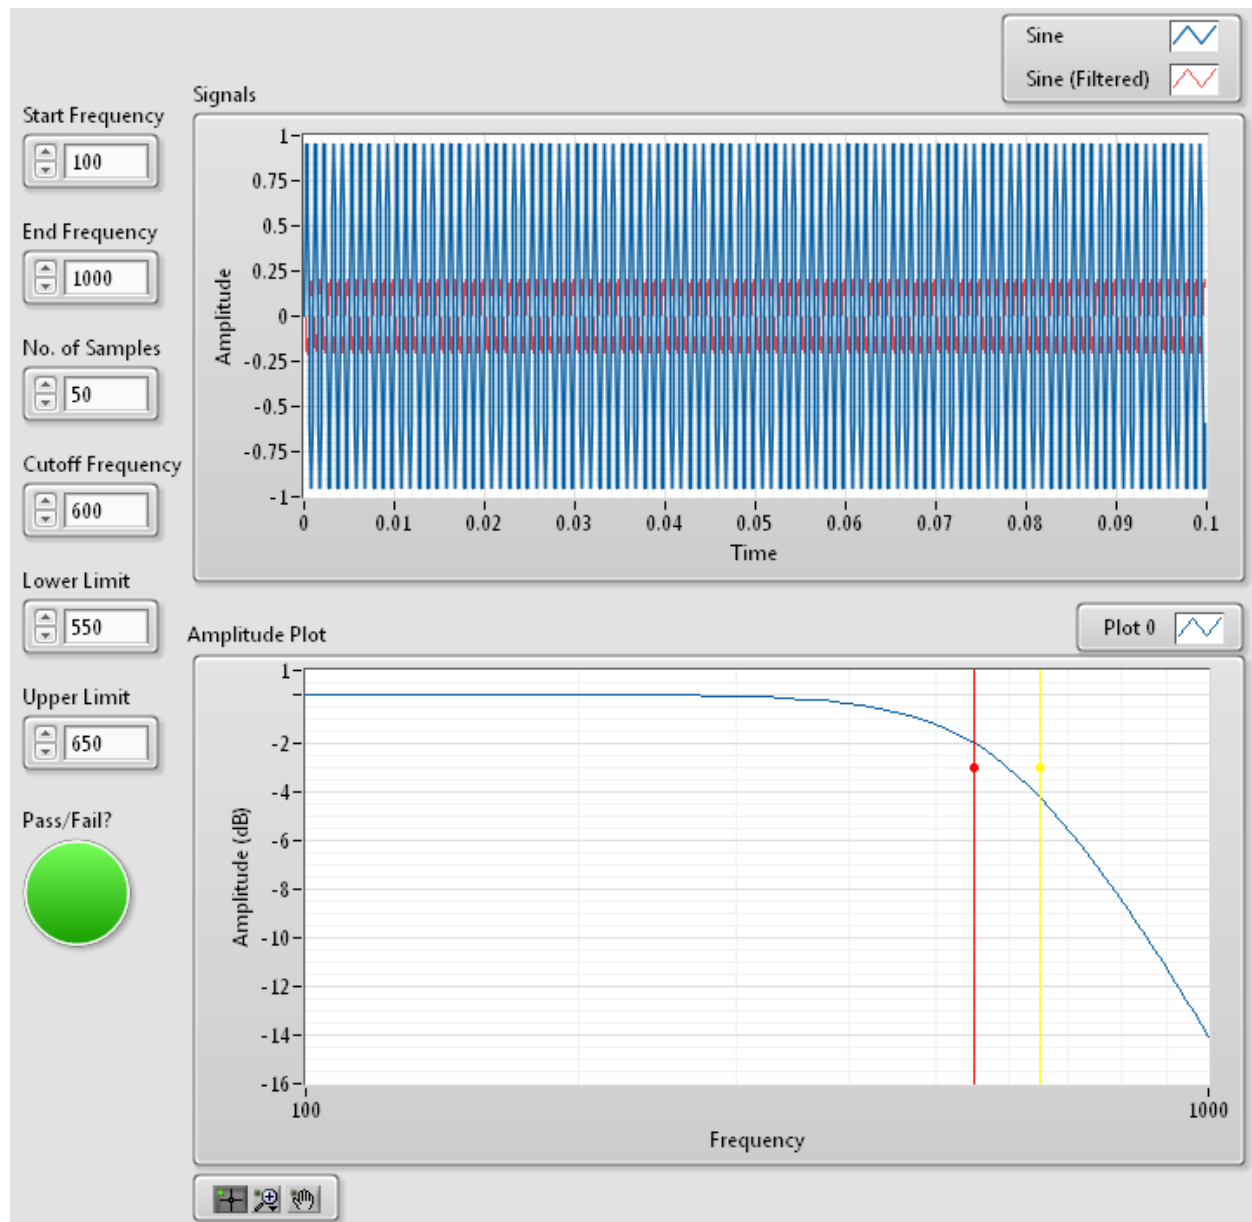 Sine
Sine (Filtered)
Signals
Start Frequency
100
End Frequency
1000
No. of Samples
50
Cutoff Frequency
600
Lower Limit
550
Upper Limit
650
Pass/Fail?
Amplitude
1
0.75
0.5
0.25
0
-0.25
-0.5
-0.75
-1
0 0.01 0.02 0.03 0.04 0.05 0.06 0.07 0.08 0.09 0.1
Time
Amplitude Plot
Plot 0
Amplitude (dB)
1
-2
-4
-6
-8
-10
-12
-14
-16
100 1000
Frequency